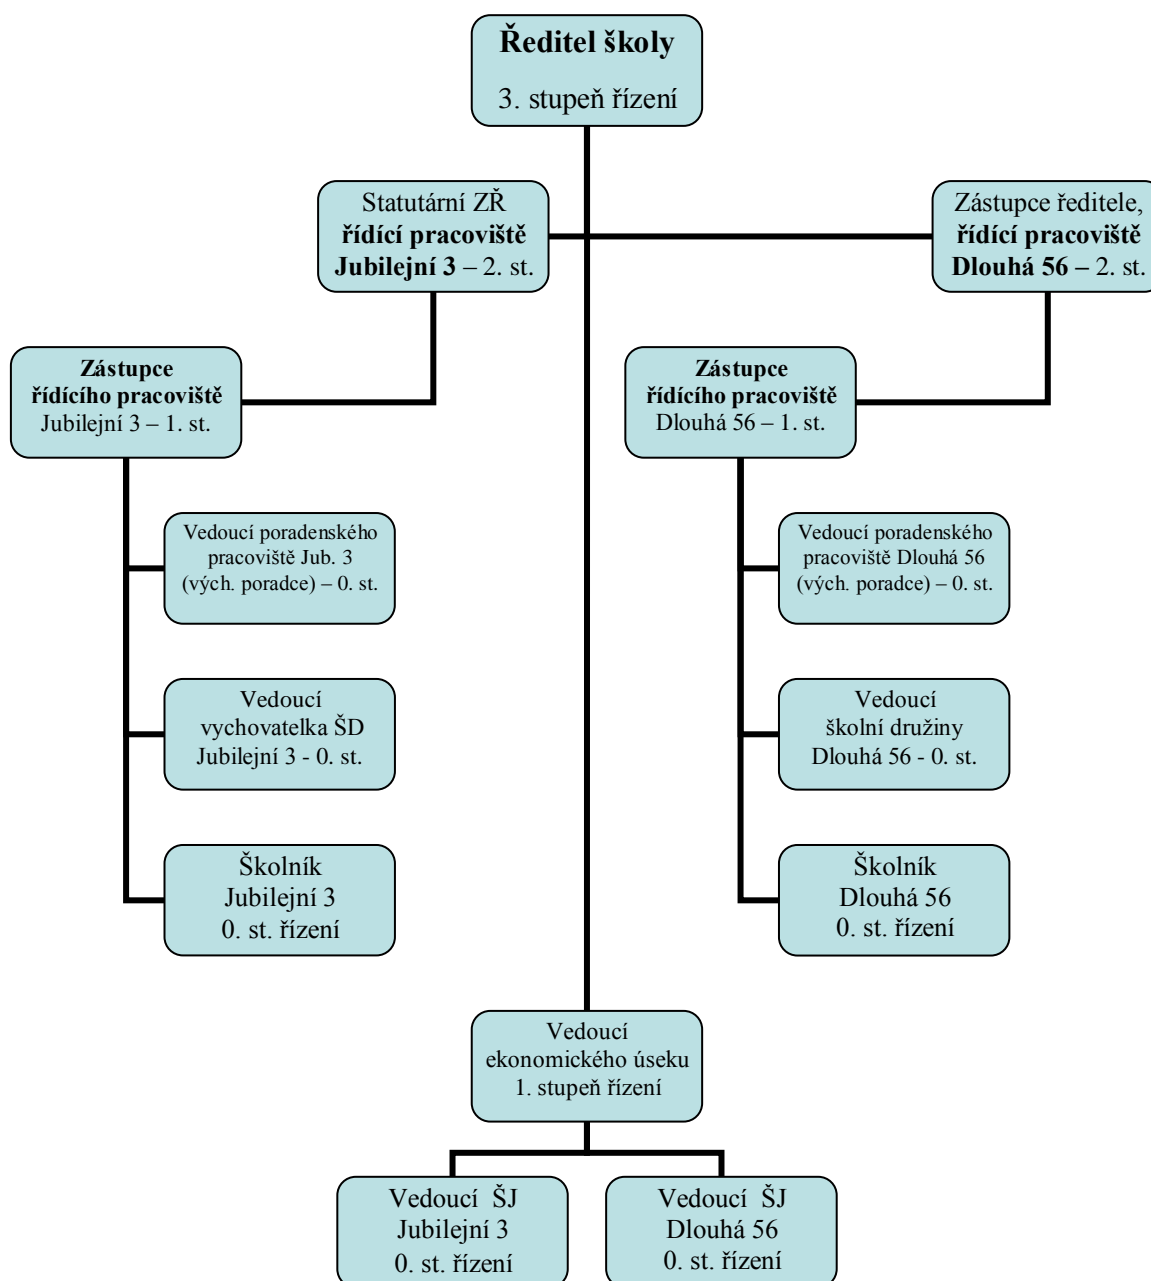 Ředitel školy
3. stupeň řízení
Statutární ZŘ
řídící pracoviště
Jubilejní 3 – 2. st.
Zástupce ředitele,
řídící pracoviště
Dlouhá 56 – 2. st.
Zástupce
řídícího pracoviště
Jubilejní 3 – 1. st.
Zástupce
řídícího pracoviště
Dlouhá 56 – 1. st.
Vedoucí poradenského
pracoviště Jub. 3
(vých. poradce) – 0. st.
Vedoucí poradenského
pracoviště Dlouhá 56
(vých. poradce) – 0. st.
Vedoucí
vychovatelka ŠD
Jubilejní 3 - 0. st.
Vedoucí
školní družiny
Dlouhá 56 - 0. st.
Školník
Jubilejní 3
0. st. řízení
Školník
Dlouhá 56
0. st. řízení
Vedoucí
ekonomického úseku
1. stupeň řízení
Vedoucí  ŠJ
Jubilejní 3
0. st. řízení
Vedoucí  ŠJ
Dlouhá 56
0. st. řízení